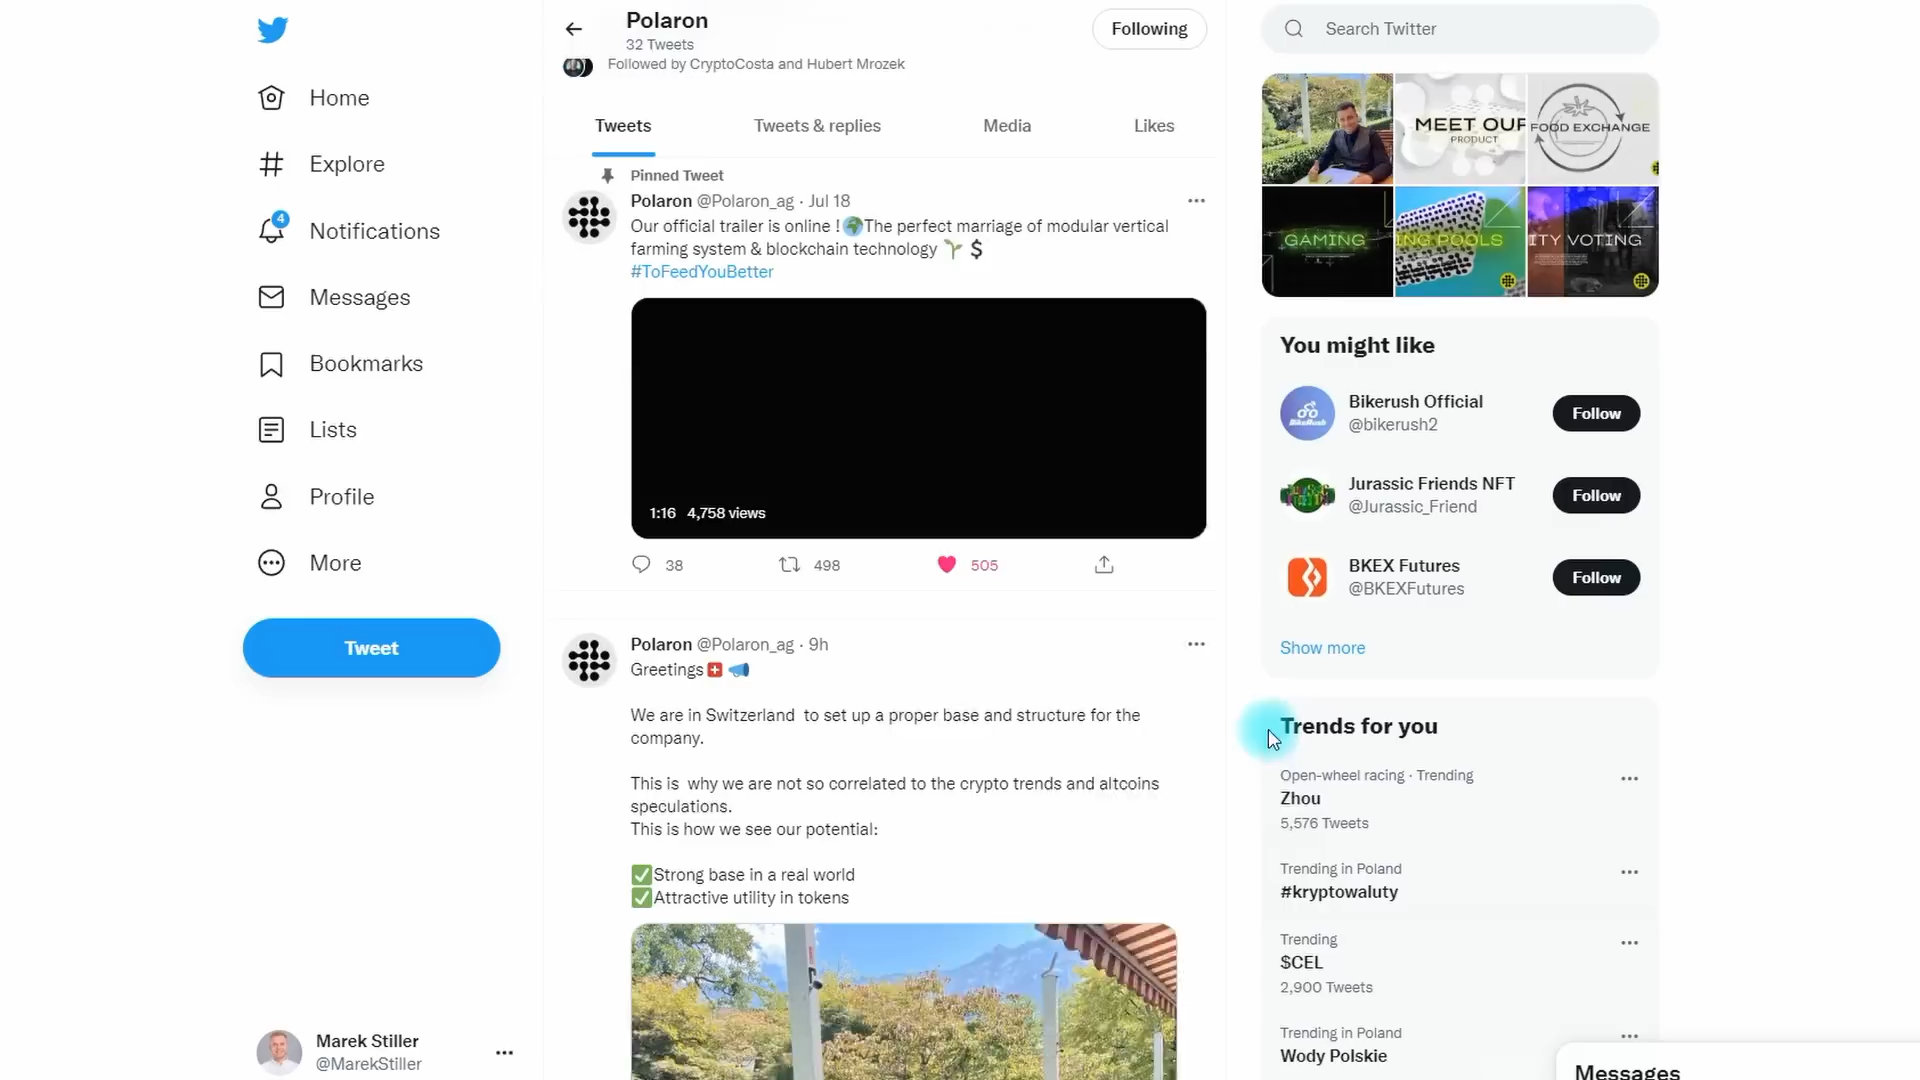 Home
Explore
4
Notifications
Messages
Bookmarks
Lists
Profile
More
Tweet
Marek Stiller
@MarekStiller
Polaron
32 Tweets
Following
Followed by CryptoCosta and Hubert Mrozek
Tweets
Tweets & replies
Media
Likes
Pinned Tweet
Polaron @Polaron_ag · Jul 18
Our official trailer is online !🌍The perfect marriage of modular vertical
farming system & blockchain technology 🌱 💲
#ToFeedYouBetter
1:16 4,758 views
38
498
505
Polaron @Polaron_ag · 9h
Greetings🇨🇭 📣
We are in Switzerland to set up a proper base and structure for the
company.
This is why we are not so correlated to the crypto trends and altcoins
speculations.
This is how we see our potential:
✅Strong base in a real world
✅Attractive utility in tokens
Search Twitter
MEET OUR
PRODUCT
FOOD EXCHANGE
GAMING
ING POOLS
ITY VOTING
You might like
Bikerush Official
@bikerush2
Follow
Jurassic Friends NFT
@Jurassic_Friend
Follow
BKEX Futures
@BKEXFutures
Follow
Show more
Trends for you
Open-wheel racing · Trending
Zhou
5,576 Tweets
Trending in Poland
#kryptowaluty
Trending
$CEL
2,900 Tweets
Trending in Poland
Wody Polskie
Messages